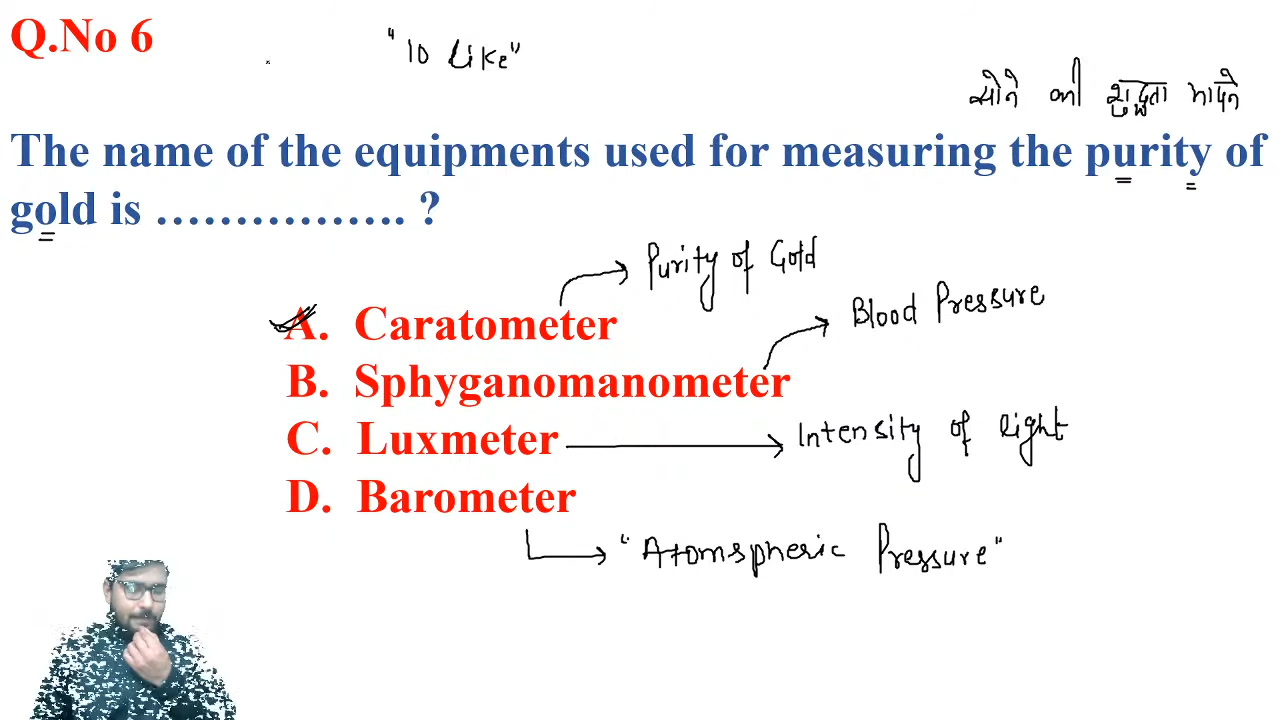 Q.No 6
"10 Like"
सोने की शुद्धता मापने
The name of the equipments used for measuring the purity of
gold is ................. ?
Purity of Gold
A. Caratometer
Blood Pressure
B. Sphyganomanometer
C. Luxmeter
Intensity of light
D. Barometer
"Atomspheric Pressure"